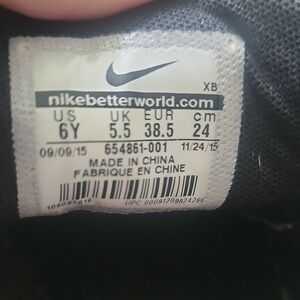 XB
nikebetterworld.com
US UK EUR cm
6Y 5.5 38.5 24
09/09/15 654861-001 11/24/15
MADE IN CHINA
FABRIQUE EN CHINE
UPC